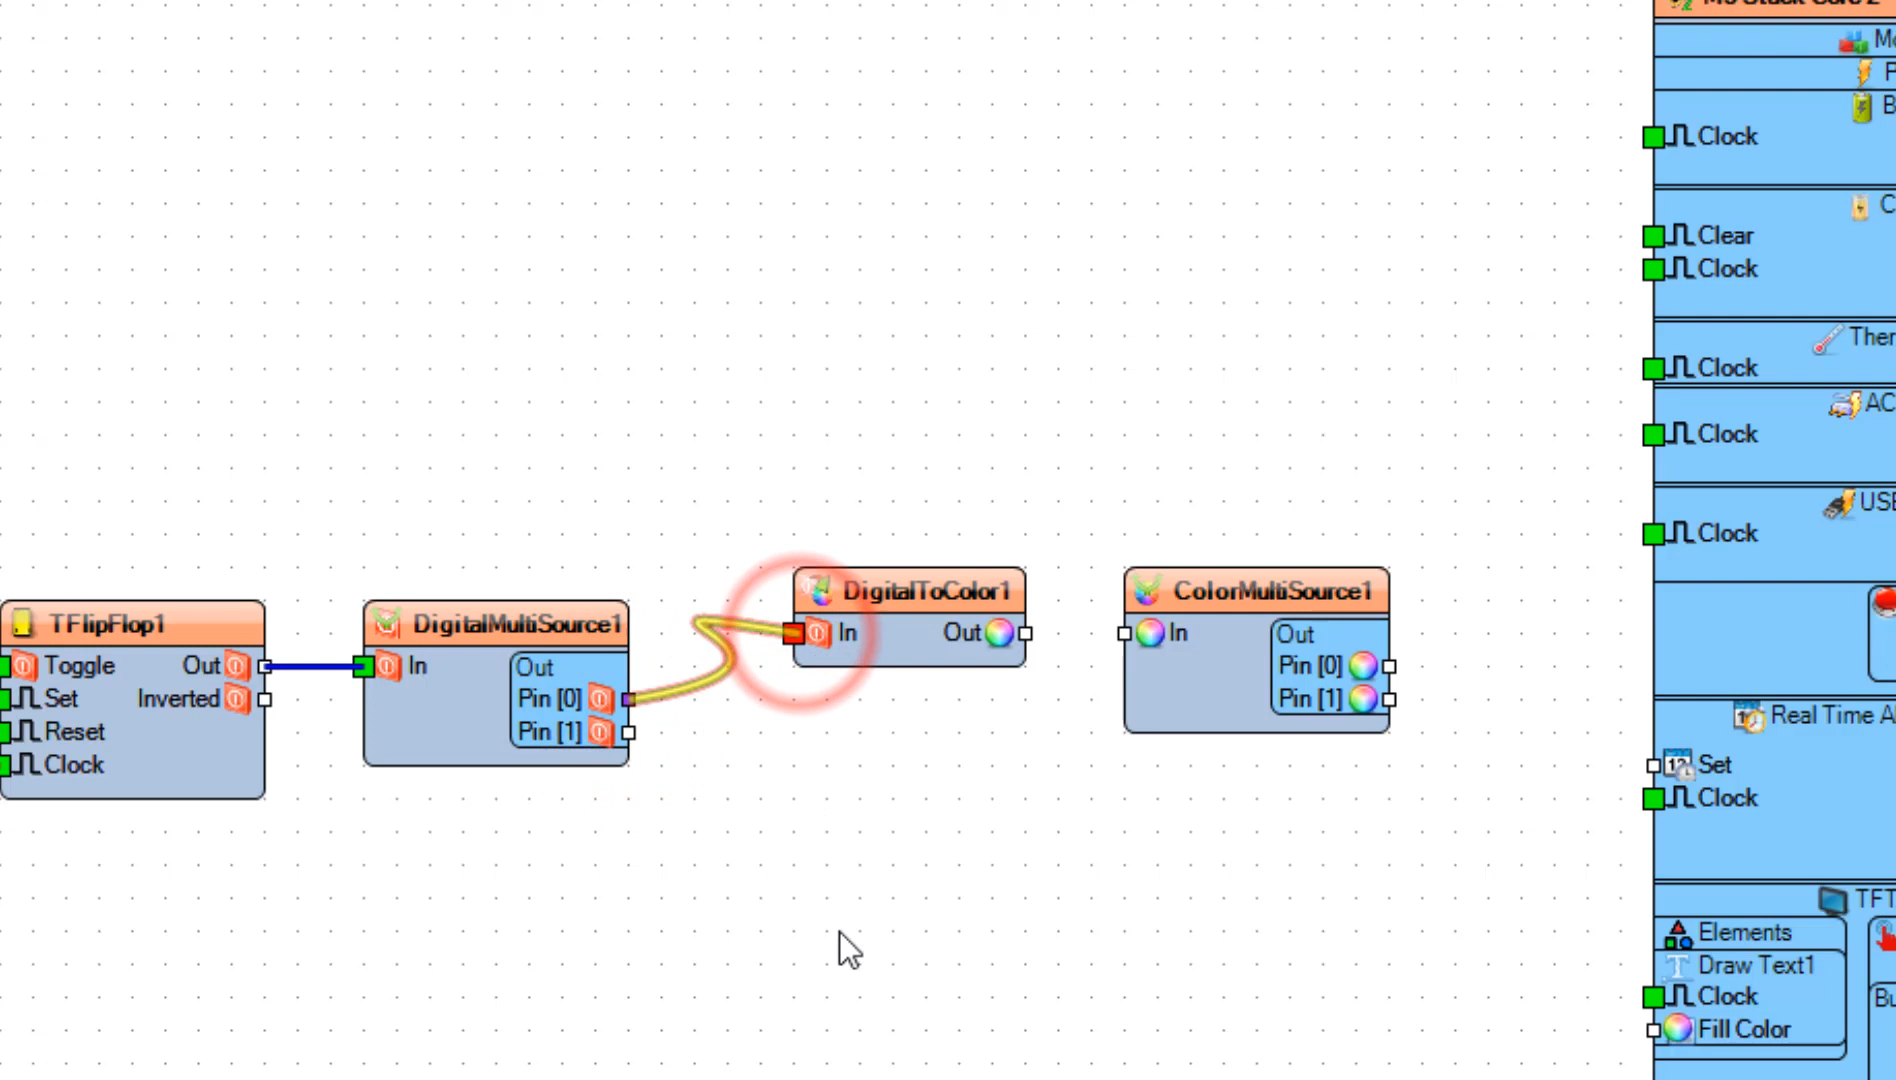 TFlipFlop1
Toggle
Out
Set
Inverted
Reset
Clock
DigitalMultiSource1
In
Out
Pin [0]
Pin [1]
DigitalToColor1
In
Out
ColorMultiSource1
In
Out
Pin [0]
Pin [1]
Clock
Clear
Clock
Clock
AC
Clock
Clock
Set
Clock
TFT
Elements
Draw Text1
Clock
Fill Color